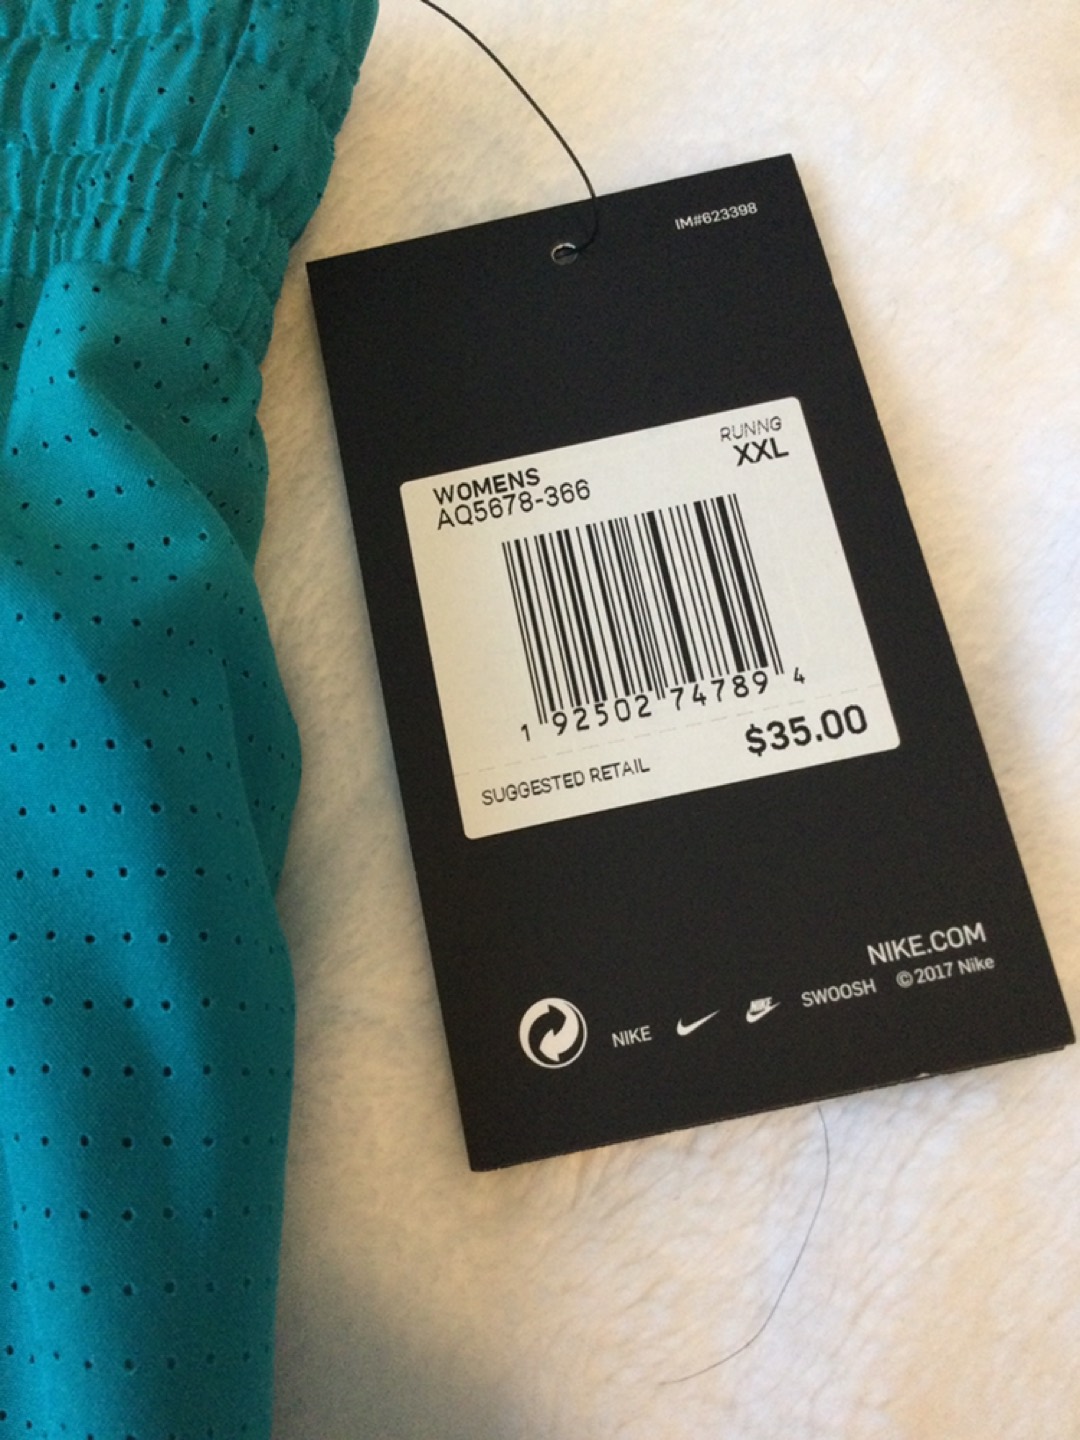 IM#623398
RUNNG
WOMENS XXL
AQ5678-366
1 92502 74789 4
SUGGESTED RETAIL $35.00
NIKE.COM
NIKE NIKE SWOOSH ©2017 Nike